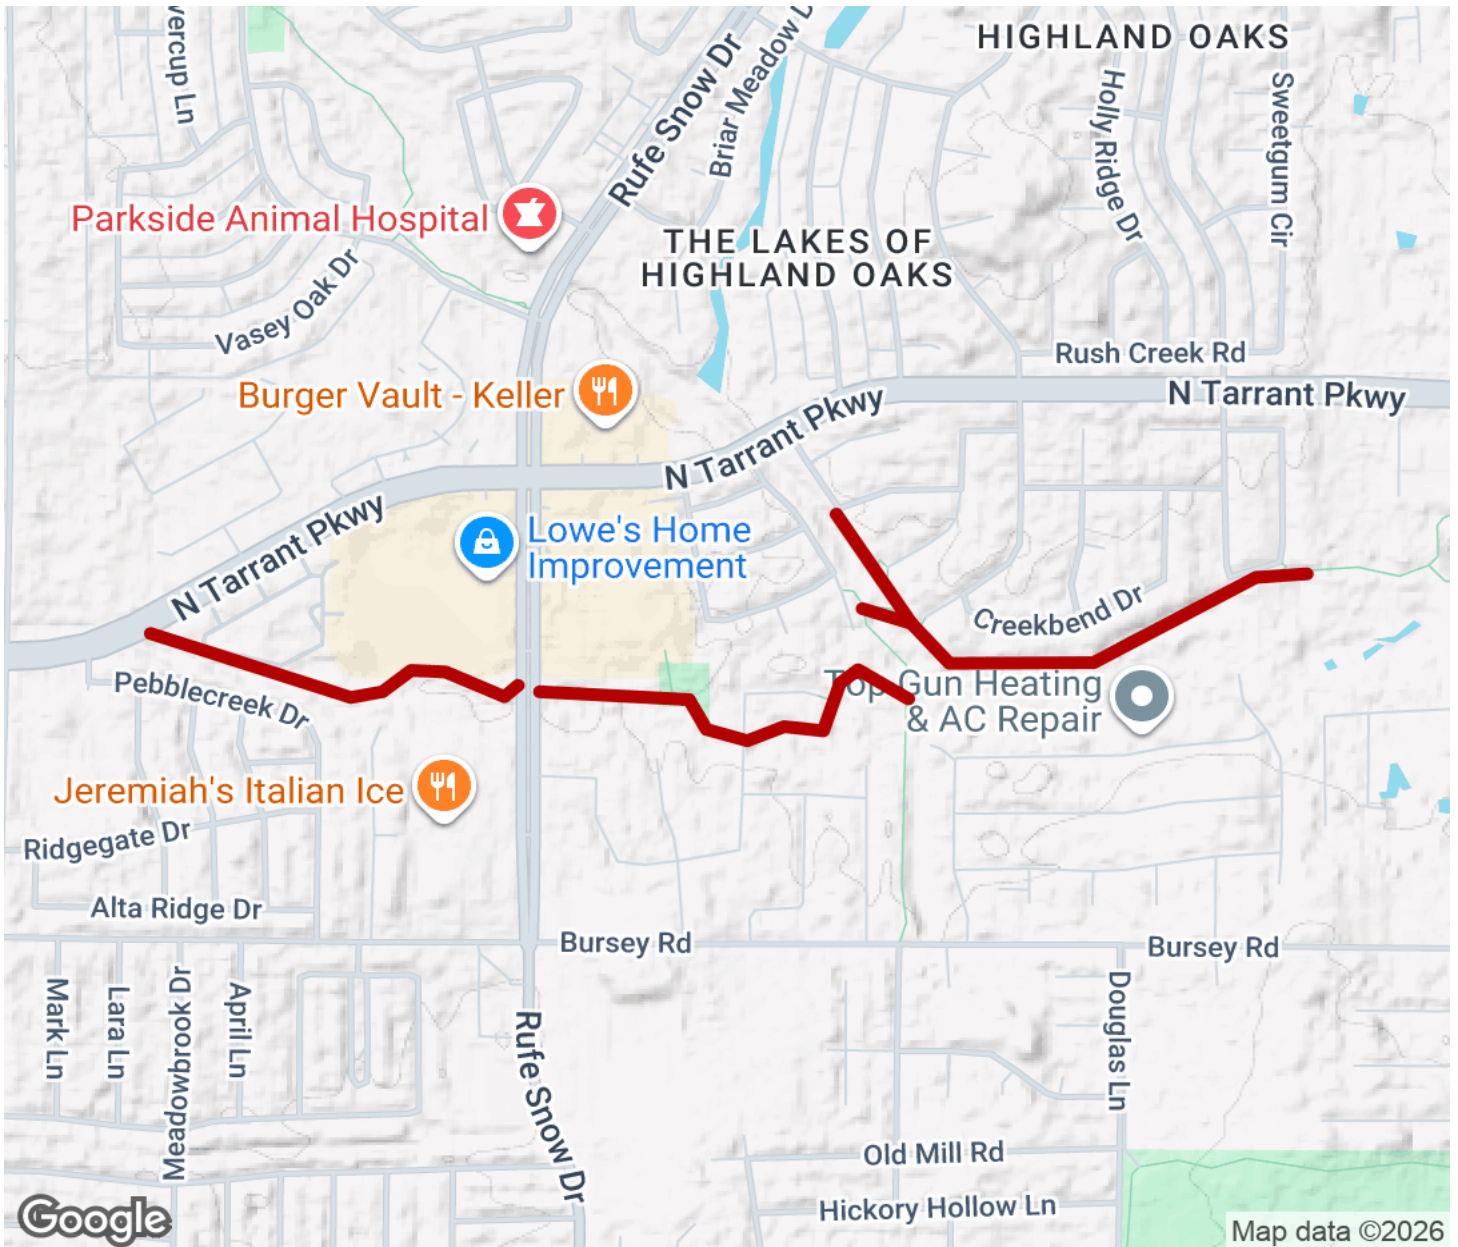 vercup Ln
Rufe Snow Dr
Briar Meadow D
HIGHLAND OAKS
Holly Ridge Dr
Sweetgum Cir
Parkside Animal Hospital
THE LAKES OF
HIGHLAND OAKS
Vasey Oak Dr
Rush Creek Rd
Burger Vault - Keller
N Tarrant Pkwy
N Tarrant Pkwy
N Tarrant Pkwy
Lowe's Home
Improvement
Creekbend Dr
Pebblecreek Dr
Top Gun Heating
& AC Repair
Jeremiah's Italian Ice
Ridgegate Dr
Alta Ridge Dr
Bursey Rd
Bursey Rd
Mark Ln
Lara Ln
Meadowbrook Dr
April Ln
Rufe Snow Dr
Douglas Ln
Old Mill Rd
Hickory Hollow Ln
Google
Map data ©2026